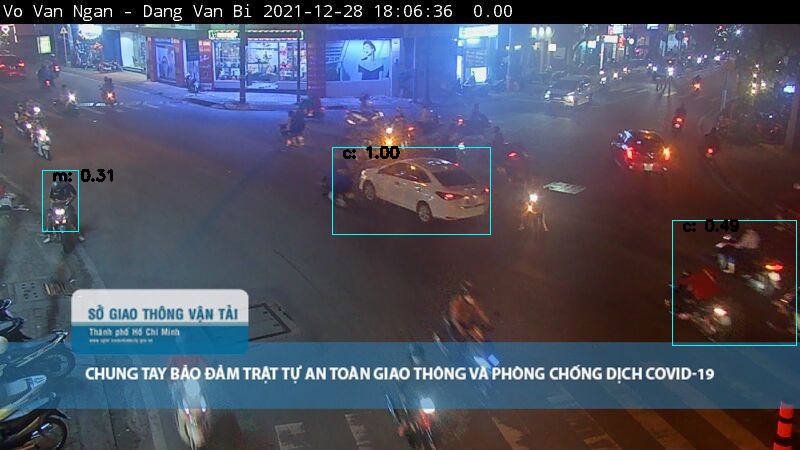 Vo Van Ngan - Dang Van Bi 2021-12-28 18:06:36 0.00
c: 1.00
m: 0.31
c: 0.49
SỞ GIAO THÔNG VẬN TẢI
Thành phố Hồ Chí Minh
CHUNG TAY BẢO ĐẢM TRẬT TỰ AN TOÀN GIAO THÔNG VÀ PHÒNG CHỐNG DỊCH COVID-19